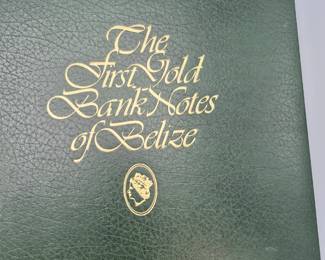 The
First Gold
Bank Notes
of Belize